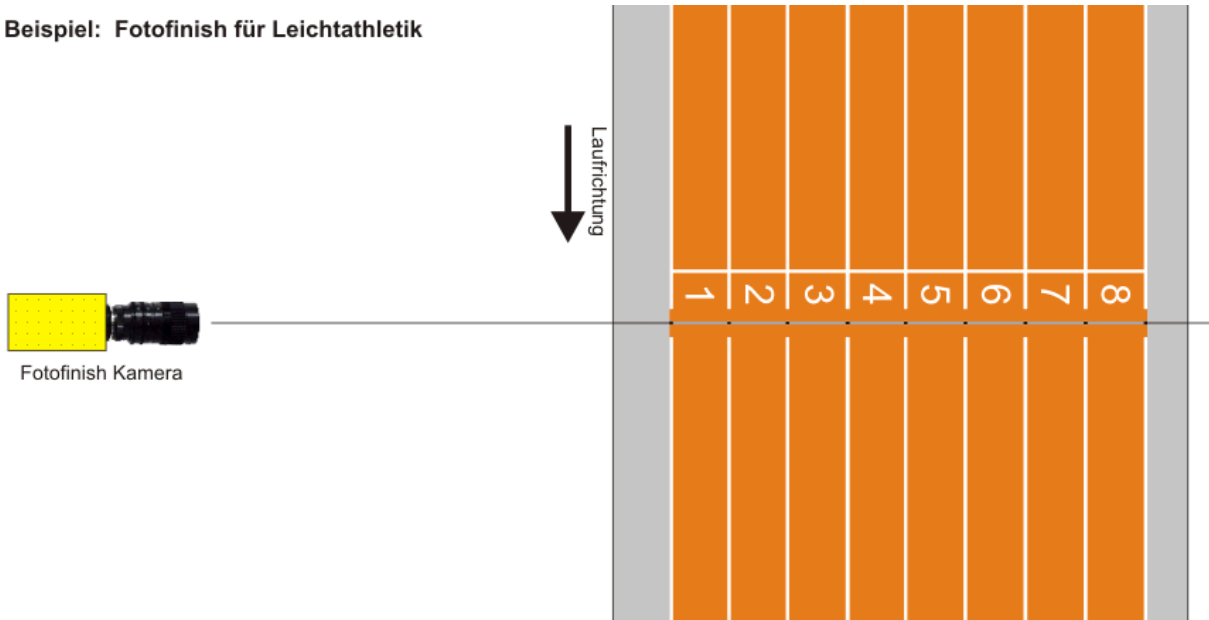 Beispiel: Fotofinish für Leichtathletik
Laufrichtung
1 2 3 4 5 6 7 8
Fotofinish Kamera